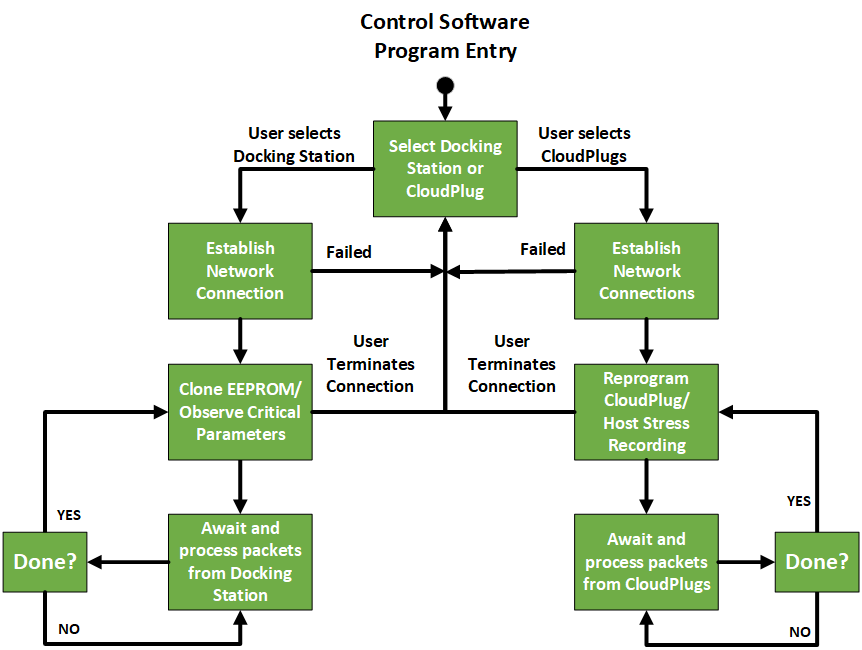 Control Software
Program Entry
User selects
Docking Station
Select Docking
Station or
CloudPlug
User selects
CloudPlugs
Establish
Network
Connection
Failed
Failed
Establish
Network
Connections
User
Terminates
Connection
User
Terminates
Connection
Clone EEPROM/
Observe Critical
Parameters
Reprogram
CloudPlug/
Host Stress
Recording
YES
YES
Done?
Await and
process packets
from Docking
Station
Await and
process packets
from CloudPlugs
Done?
NO
NO